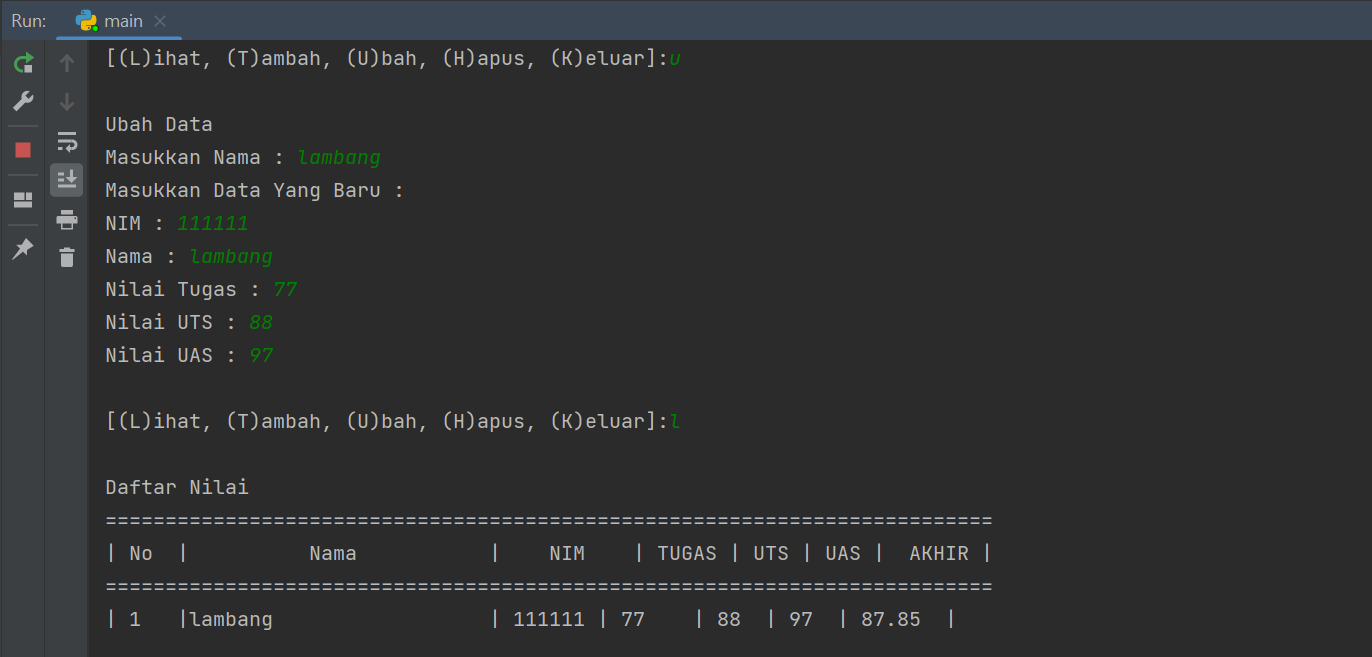 Run: main
[(L)ihat, (T)ambah, (U)bah, (H)apus, (K)eluar]:u
Ubah Data
Masukkan Nama : lambang
Masukkan Data Yang Baru :
NIM : 111111
Nama : lambang
Nilai Tugas : 77
Nilai UTS : 88
Nilai UAS : 97
[(L)ihat, (T)ambah, (U)bah, (H)apus, (K)eluar]:l
Daftar Nilai
==========================================================================
| No  |          Nama           |    NIM    | TUGAS | UTS | UAS |  AKHIR |
==========================================================================
| 1   |lambang                  | 111111 | 77    | 88  | 97  | 87.85  |